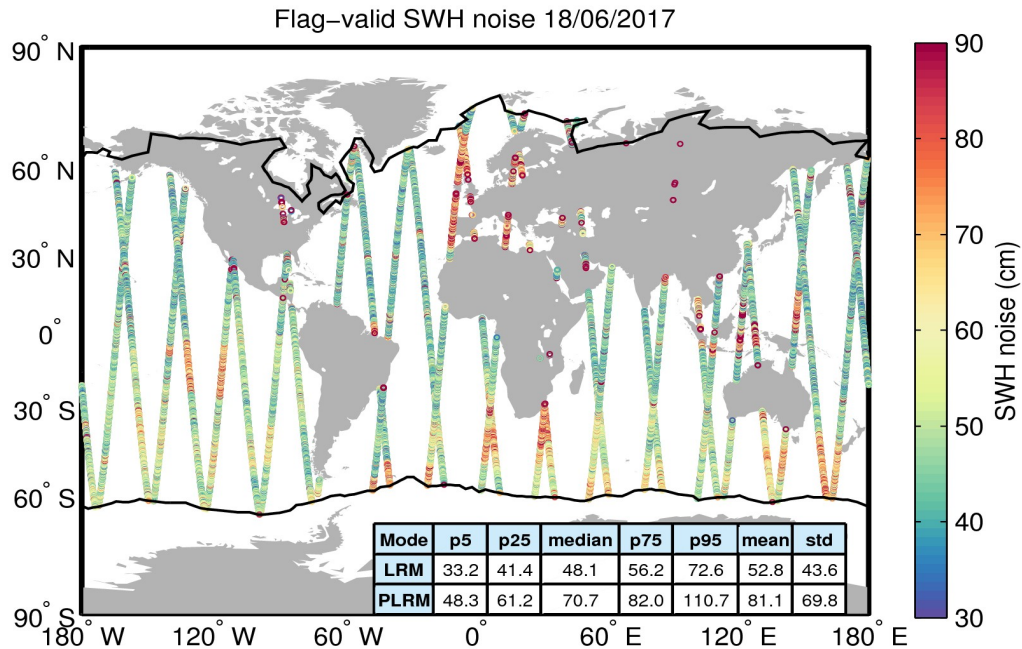 Flag−valid SWH noise 18/06/2017
90° N
60° N
30° N
0°
30° S
60° S
90° S
180° W
120° W
60° W
0°
60° E
120° E
180° E
Mode p5 p25 median p75 p95 mean std
LRM 33.2 41.4 48.1 56.2 72.6 52.8 43.6
PLRM 48.3 61.2 70.7 82.0 110.7 81.1 69.8
90
80
70
60
50
40
30
SWH noise (cm)